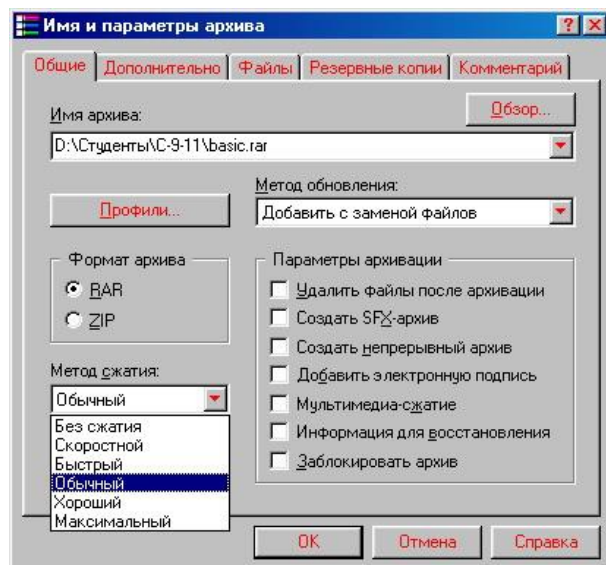 Имя и параметры архива
Общие Дополнительно Файлы Резервные копии Комментарий
Имя архива:
Обзор...
D:\Студенты\С-9-11\basic.rar
Профили...
Метод обновления:
Добавить с заменой файлов
Формат архива
RAR
ZIP
Метод сжатия:
Обычный
Без сжатия
Скоростной
Быстрый
Обычный
Хороший
Максимальный
Параметры архивации
Удалить файлы после архивации
Создать SFX-архив
Создать непрерывный архив
Добавить электронную подпись
Мультимедиа-сжатие
Информация для восстановления
Заблокировать архив
OK
Отмена
Справка